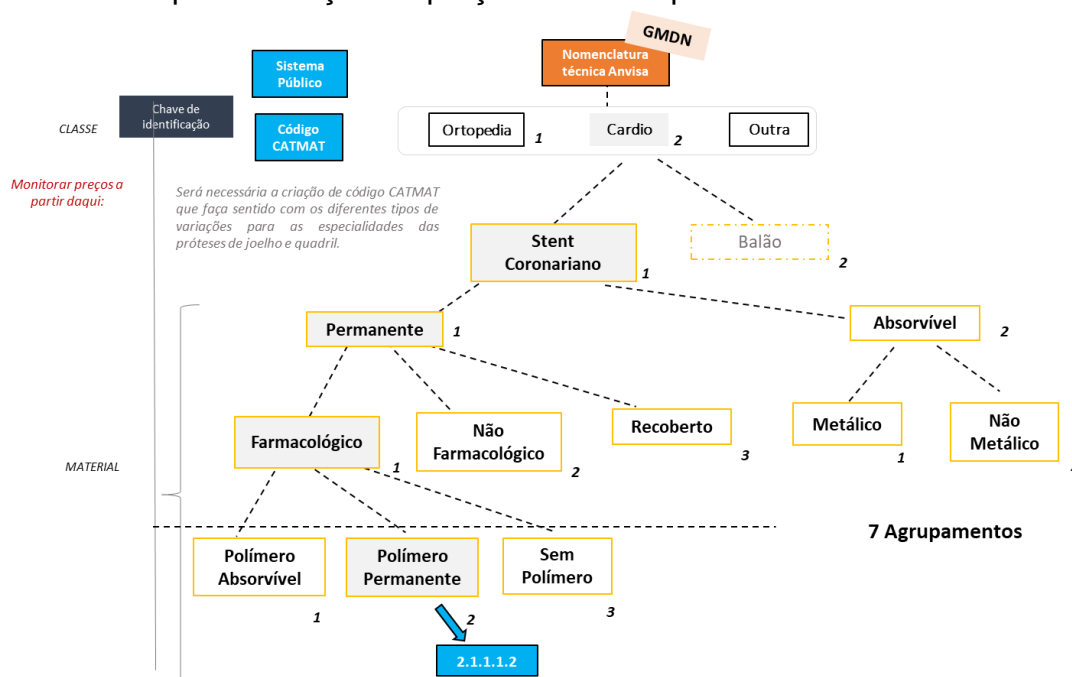 GMDN
Nomenclatura
técnica Anvisa
Sistema
Público
Chave de
identificação
CLASSE
Código
CATMAT
Ortopedia
1
Cardio
2
Outra
Monitorar preços a
partir daqui:
Será necessária a criação de código CATMAT
que faça sentido com os diferentes tipos de
variações para as especialidades das
próteses de joelho e quadril.
Stent
Coronariano
1
Balão
2
Permanente
1
Absorvível
2
Farmacológico
1
Não
Farmacológico
2
Recoberto
3
Metálico
1
Não
Metálico
MATERIAL
7 Agrupamentos
Polímero
Absorvível
1
Polímero
Permanente
2
Sem
Polímero
3
2.1.1.1.2